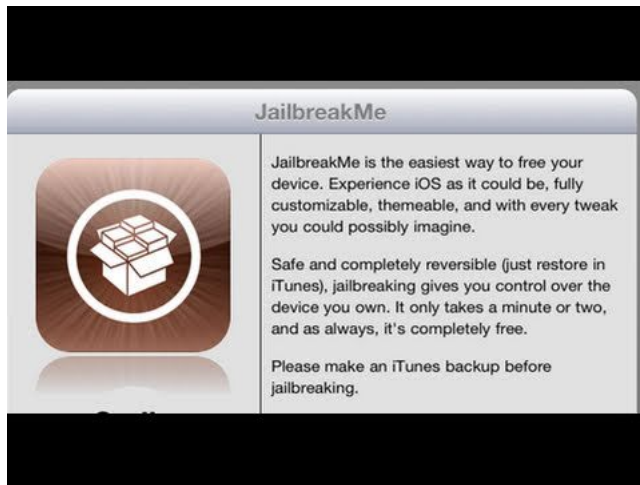 JailbreakMe
JailbreakMe is the easiest way to free your
device. Experience iOS as it could be, fully
customizable, themeable, and with every tweak
you could possibly imagine.
Safe and completely reversible (just restore in
iTunes), jailbreaking gives you control over the
device you own. It only takes a minute or two,
and as always, it's completely free.
Please make an iTunes backup before
jailbreaking.